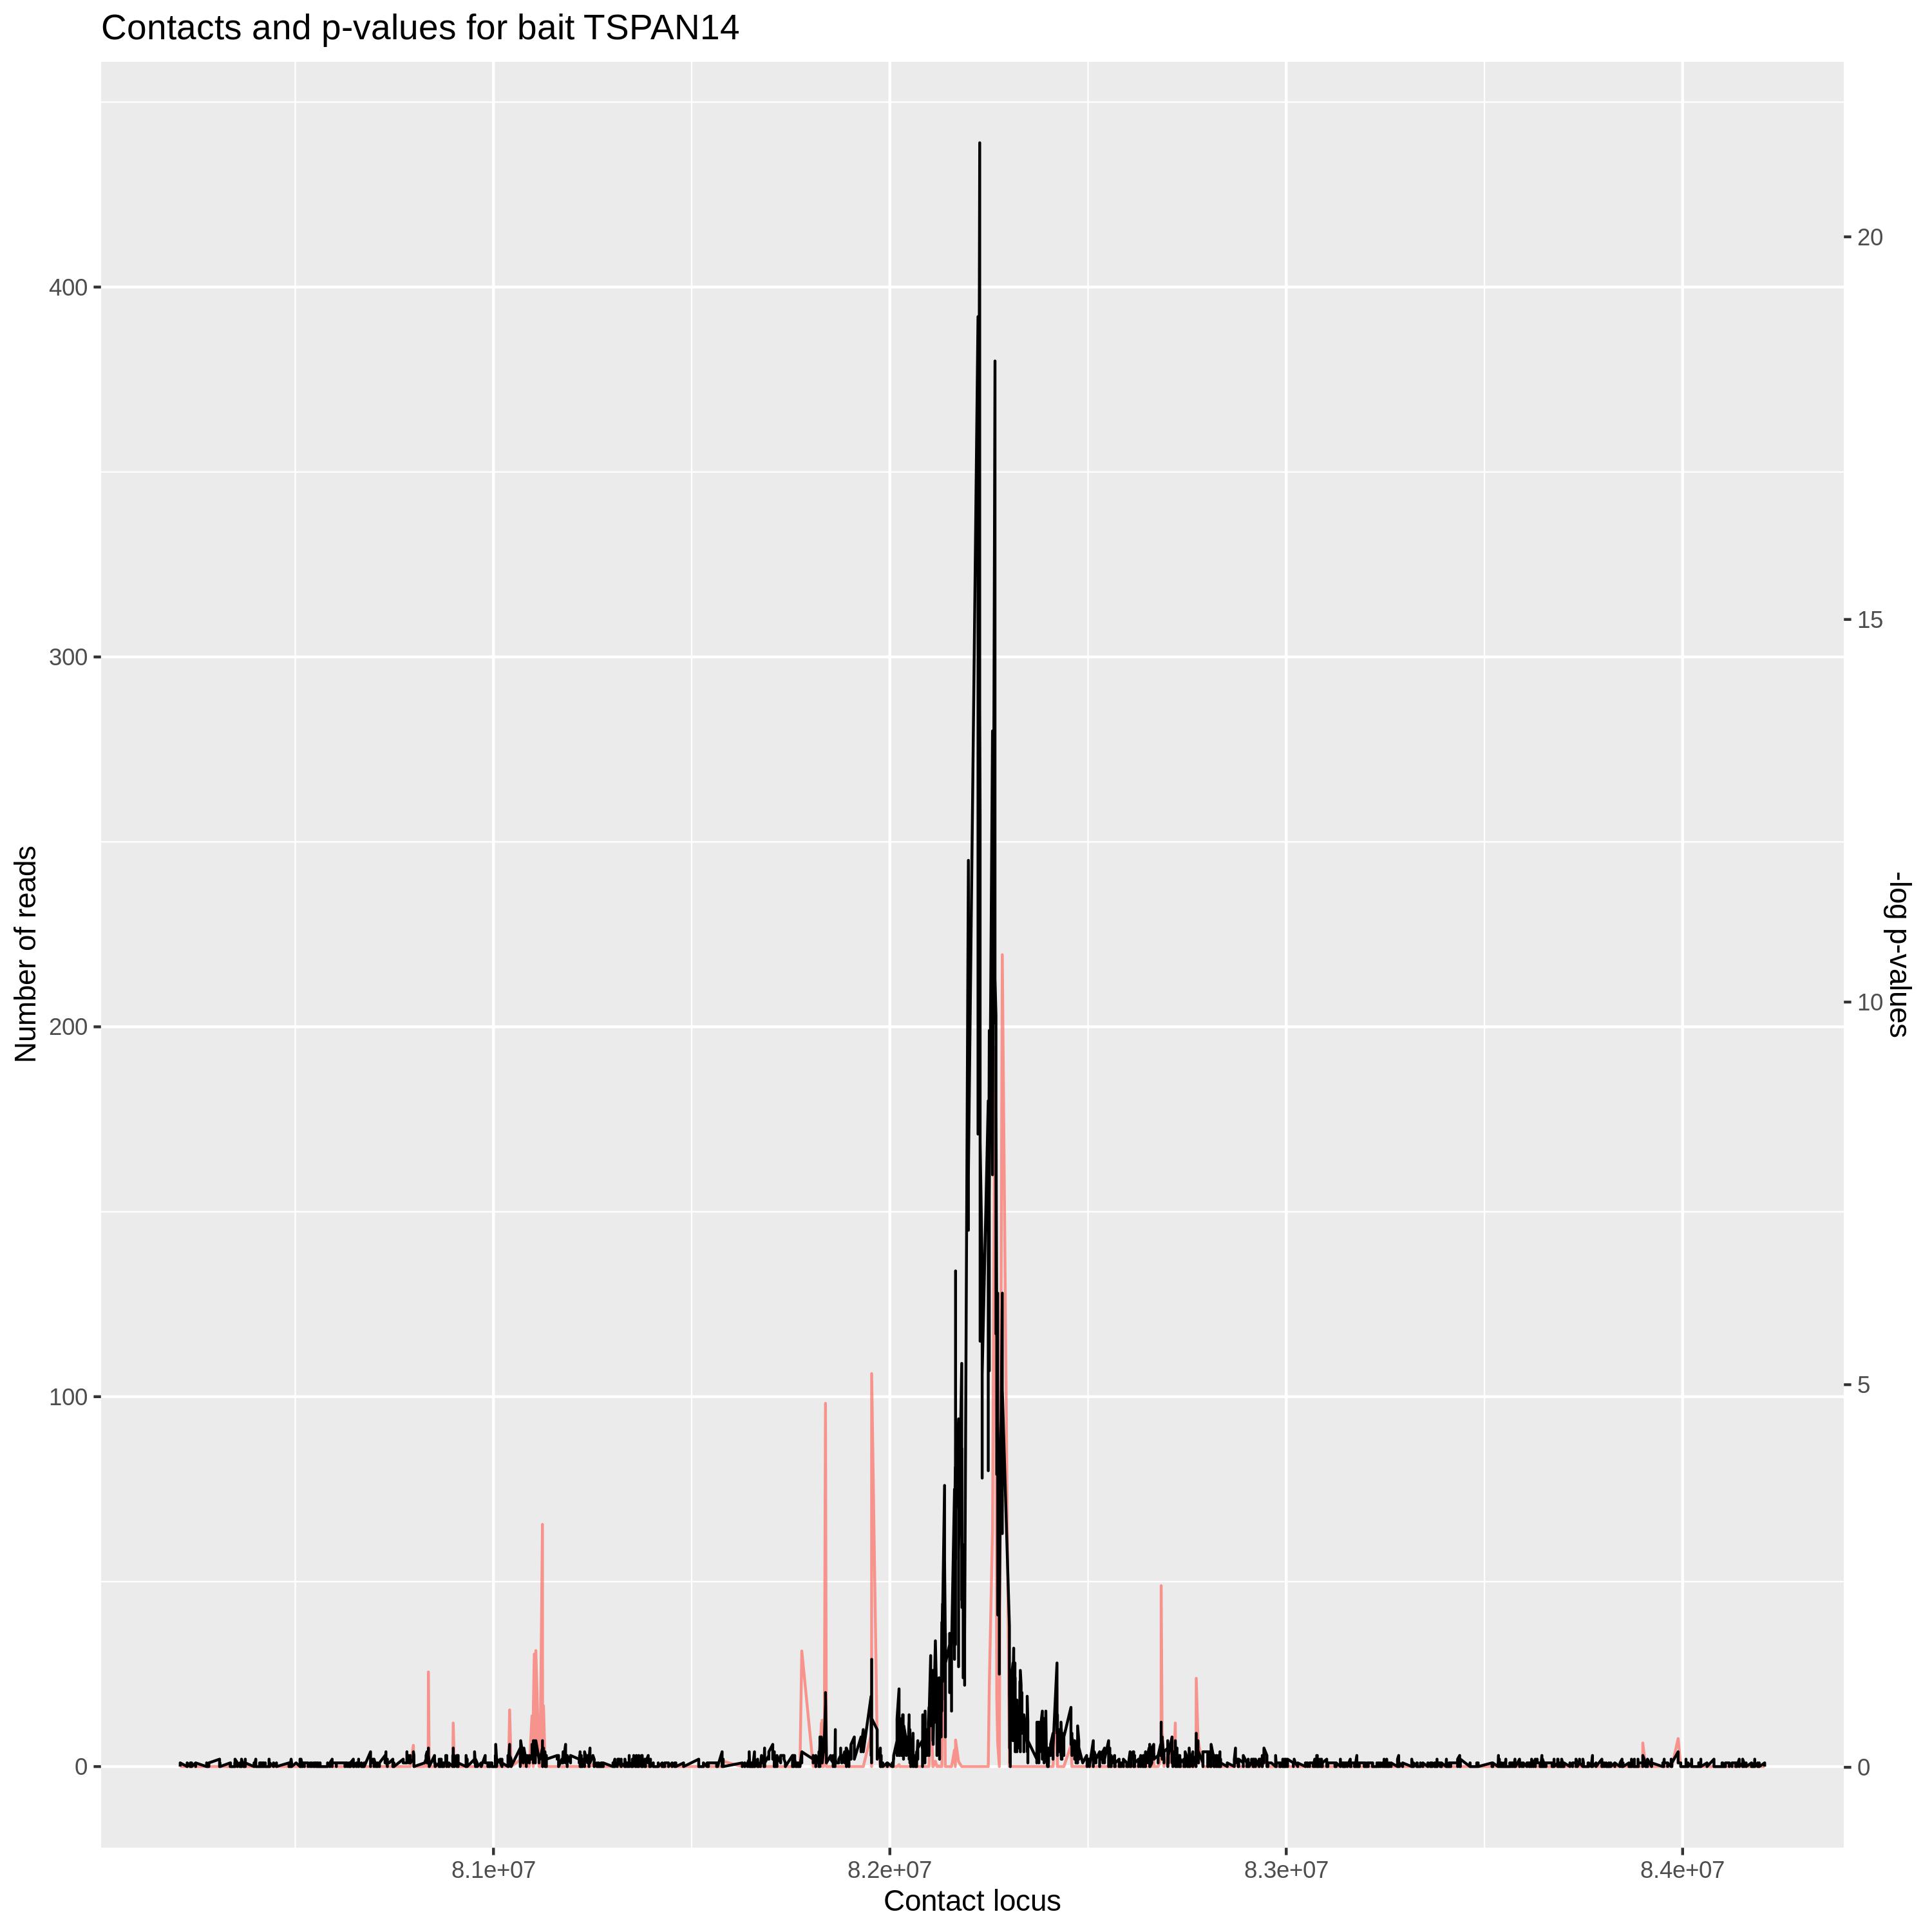 Contacts and p-values for bait TSPAN14
400
300
200
100
0
20
15
10
5
0
Number of reads
-log p-values
8.1e+07
8.2e+07
8.3e+07
8.4e+07
Contact locus